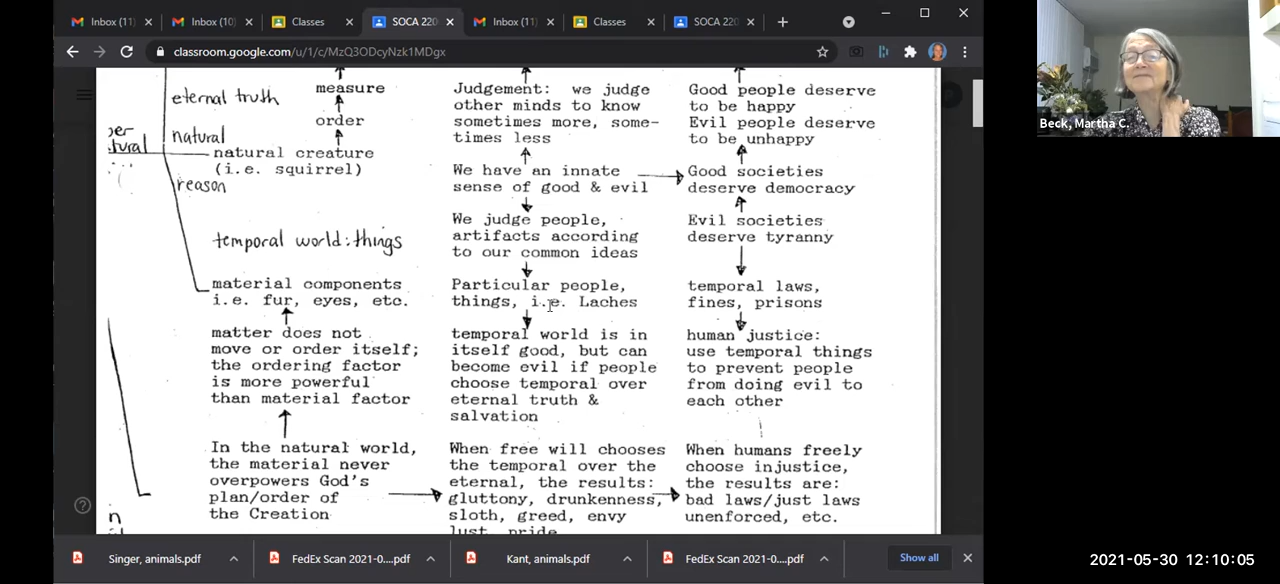 Inbox (11)
Inbox (10)
Classes
SOCA 220
Inbox (11)
Classes
SOCA 220
classroom.google.com/u/1/c/MzQ3ODcyNzk1MDgx
Beck, Martha C.
eternal truth
natural
reason
measure
order
natural creature
(i.e. squirrel)
temporal world: things
material components
i.e. fur, eyes, etc.
matter does not
move or order itself;
the ordering factor
is more powerful
than material factor
In the natural world,
the material never
overpowers God's
plan/order of
the Creation
Judgement: we judge
other minds to know
sometimes more, some-
times less
We have an innate
sense of good & evil
We judge people,
artifacts according
to our common ideas
Particular people,
things, i.e. Laches
temporal world is in
itself good, but can
become evil if people
choose temporal over
eternal truth &
salvation
When free will chooses
the temporal over the
eternal, the results:
gluttony, drunkenness,
sloth, greed, envy
lust, pride
Good people deserve
to be happy
Evil people deserve
to be unhappy
Good societies
deserve democracy
Evil societies
deserve tyranny
temporal laws,
fines, prisons
human justice:
use temporal things
to prevent people
from doing evil to
each other
When humans freely
choose injustice,
the results are:
bad laws/just laws
unenforced, etc.
Singer, animals.pdf
FedEx Scan 2021-0....pdf
Kant, animals.pdf
FedEx Scan 2021-0....pdf
Show all
2021-05-30 12:10:05